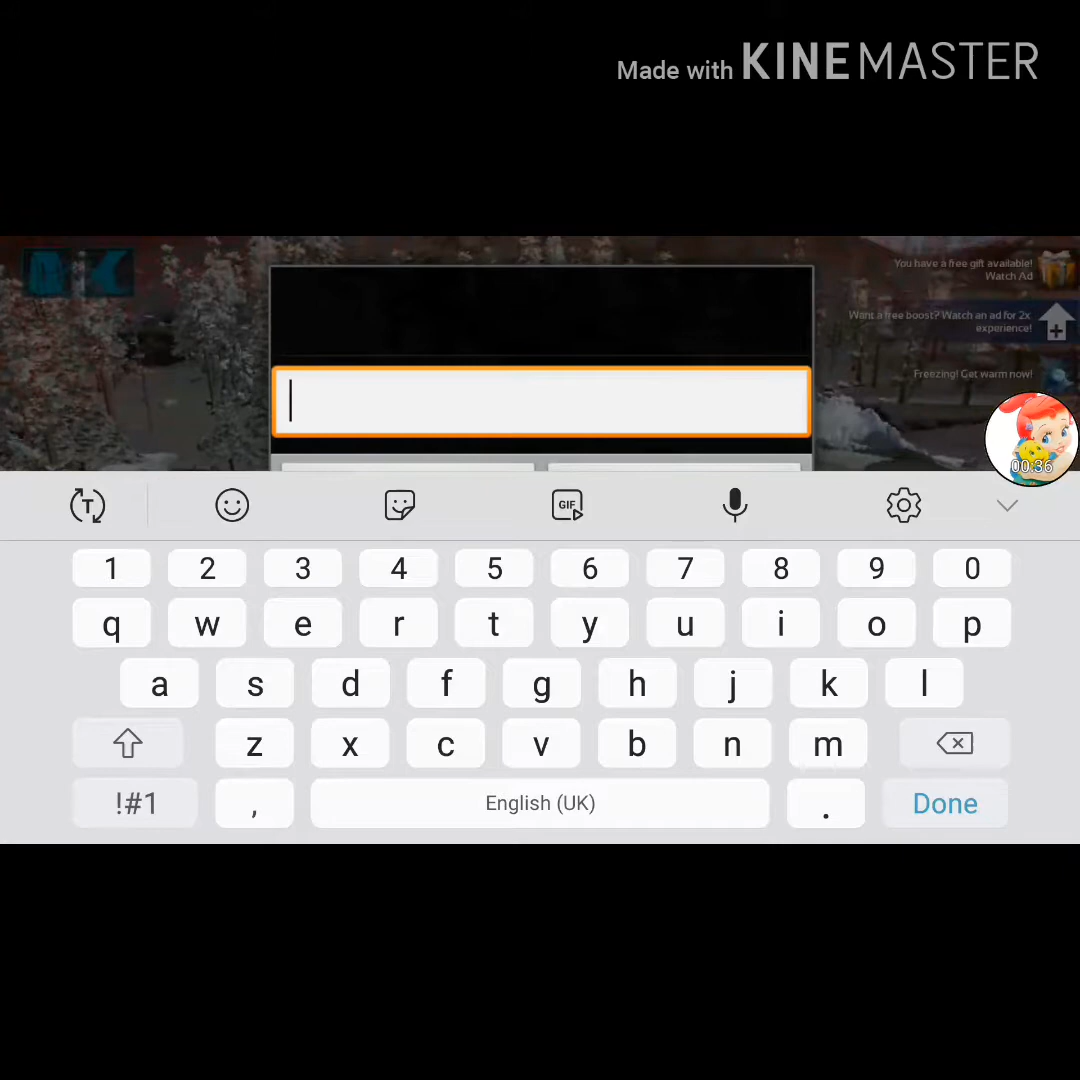 Made with KINEMASTER
You have a free gift available!
Watch Ad
Want a free boost? Watch an ad for 2x
experience!
Freezing! Get warm now!
00:36
T
GIF
1 2 3 4 5 6 7 8 9 0
q w e r t y u i o p
a s d f g h j k l
z x c v b n m
!#1 , English (UK) . Done